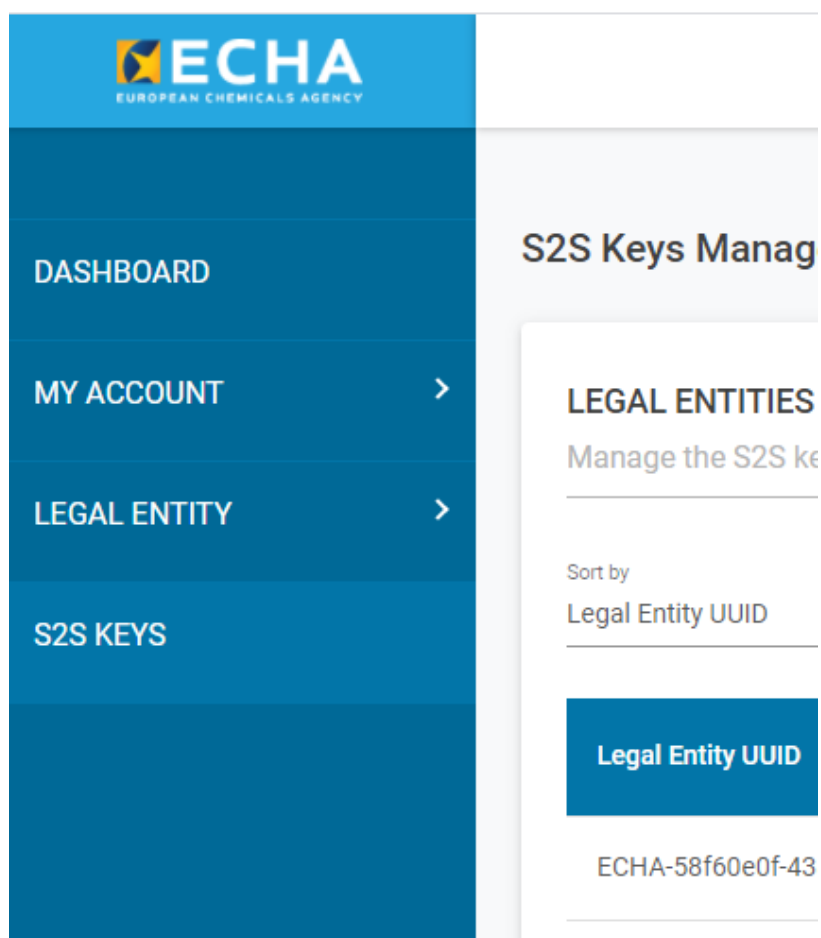 ECHA
EUROPEAN CHEMICALS AGENCY
DASHBOARD
MY ACCOUNT
LEGAL ENTITY
S2S KEYS
S2S Keys Manag
LEGAL ENTITIES
Manage the S2S ke
Sort by
Legal Entity UUID
Legal Entity UUID
ECHA-58f60e0f-43